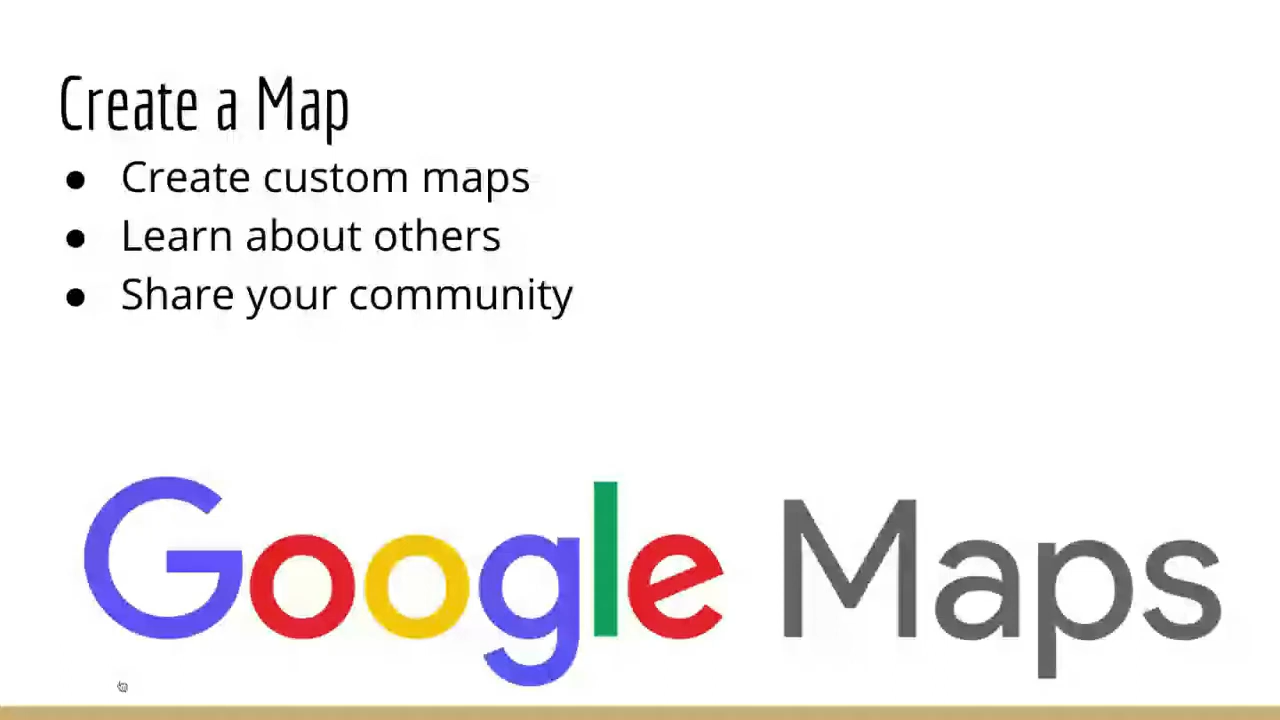 Create a Map
● Create custom maps
● Learn about others
● Share your community
Google Maps